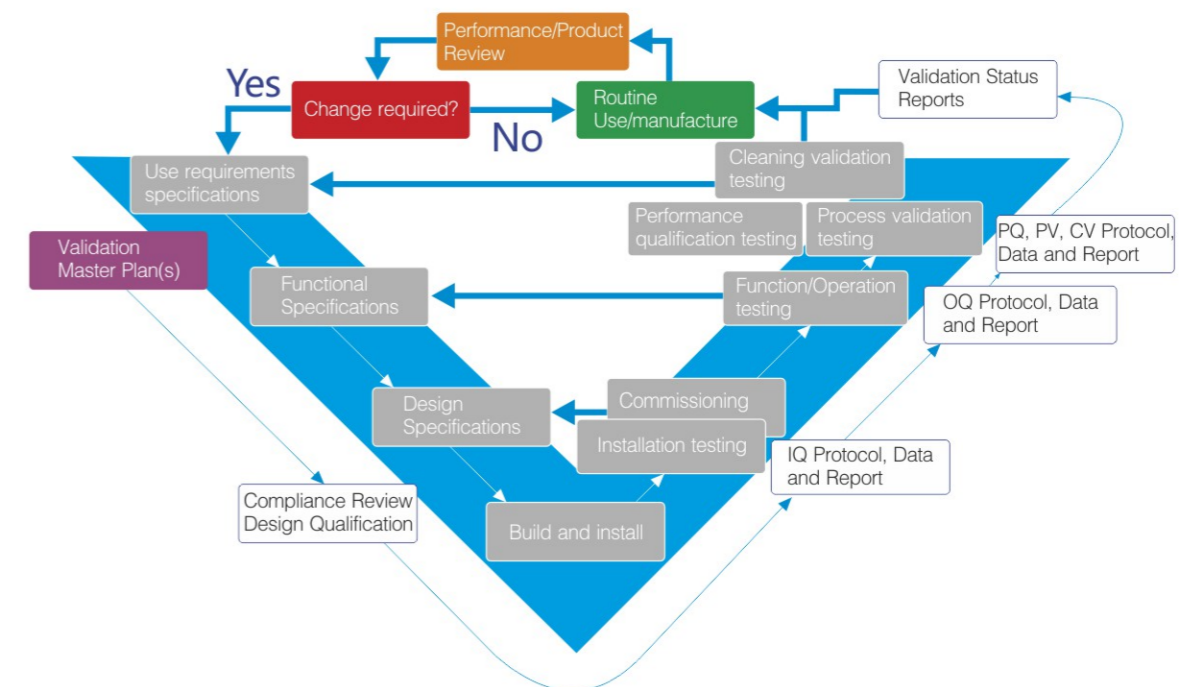 Performance/Product
Review
Yes
Change required?
No
Routine
Use/manufacture
Validation Status
Reports
Use requirements
specifications
Cleaning validation
testing
Performance
qualification testing
Process validation
testing
PQ, PV, CV Protocol,
Data and Report
Validation
Master Plan(s)
Functional
Specifications
Function/Operation
testing
OQ Protocol, Data
and Report
Design
Specifications
Commissioning
Installation testing
IQ Protocol, Data
and Report
Compliance Review
Design Qualification
Build and install